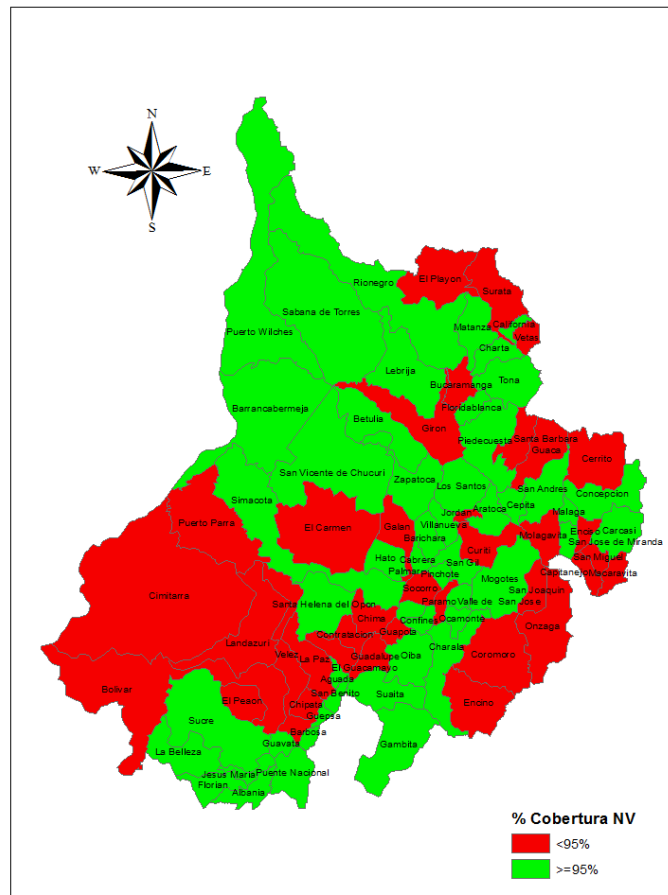 N
W
E
S
El Playon
Rionegro
Surata
Sabana de Torres
California
Matanza
Vetas
Puerto Wilches
Charta
Lebrija
Tona
Bucaramanga
Barrancabermeja
Floridablanca
Betulia
Giron
Piedecuesta
Santa Barbara
Guaca
Cerrito
San Vicente de Chucuri
Zapatoca
Los Santos
San Andres
Concepcion
Simacota
Cepita
Aratoca
Jordan
Malaga
Puerto Parra
El Carmen
Galan
Villanueva
Enciso
Carcasi
Barichara
Molagavita
San Jose de Miranda
Curiti
Hato
Cabrera
San Gil
San Miguel
Palmar
Pinchote
Capitanejo
Macaravita
Mogotes
Socorro
San Joaquin
Cimitarra
Santa Helena del Opon
Paramo
Valle de San Jose
Chima
Confines
Ocamonte
Onzaga
Contratacion
Guapota
Landazuri
Charala
Velez
La Paz
Guadalupe
Oiba
Coromoro
El Guacamayo
Aguada
Bolivar
San Benito
Suaita
El Penon
Chipata
Encino
Guepsa
Sucre
Barbosa
Guavata
Gambita
La Belleza
Jesus Maria
Puente Nacional
Florian
Albania
% Cobertura NV
<95%
>=95%